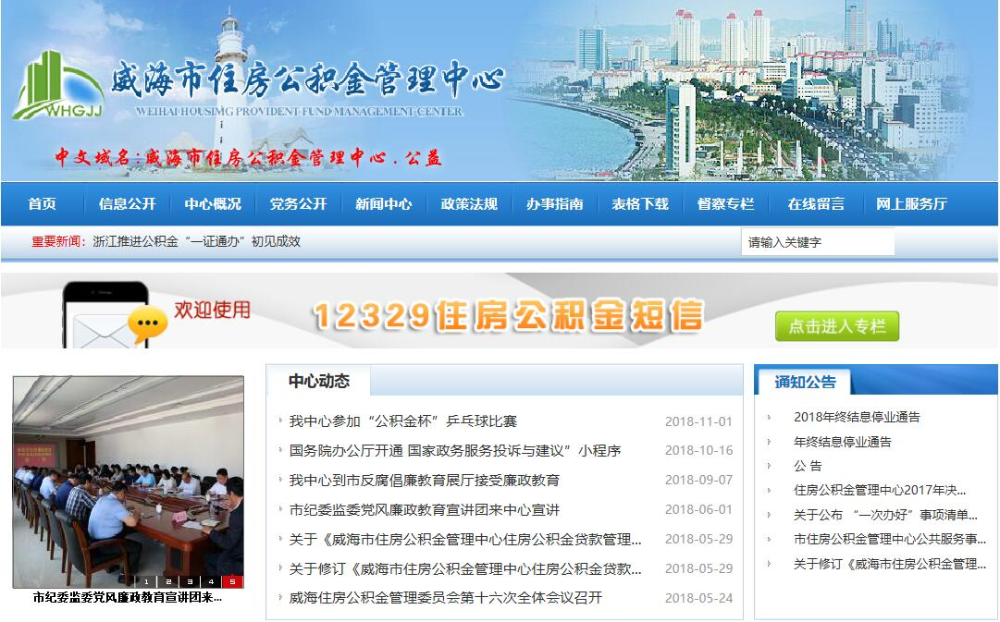 威海市住房公积金管理中心
WHGJJ
WEIHAI HOUSIMG PROVIDENT FUND MANAGEMENT CENTER
中文域名:威海市住房公积金管理中心.公益
首页 信息公开 中心概况 党务公开 新闻中心 政策法规 办事指南 表格下载 督察专栏 在线留言 网上服务厅
重要新闻: 浙江推进公积金“一证通办”初见成效
请输入关键字
欢迎使用 12329住房公积金短信
点击进入专栏
1 2 3 4 5
市纪委监委党风廉政教育宣讲团来...
中心动态
我中心参加“公积金杯”乒乓球比赛 2018-11-01
国务院办公厅开通 国家政务服务投诉与建议”小程序 2018-10-16
我中心到市反腐倡廉教育展厅接受廉政教育 2018-09-07
市纪委监委党风廉政教育宣讲团来中心宣讲 2018-06-01
关于《威海市住房公积金管理中心住房公积金贷款管理... 2018-05-29
关于修订《威海市住房公积金管理中心住房公积金贷款... 2018-05-29
威海住房公积金管理委员会第十六次全体会议召开 2018-05-24
通知公告
2018年终结息停业通告
年终结息停业通告
公 告
住房公积金管理中心2017年决...
关于公布 “一次办好”事项清单...
市住房公积金管理中心公共服务事...
关于修订《威海市住房公积金管理...